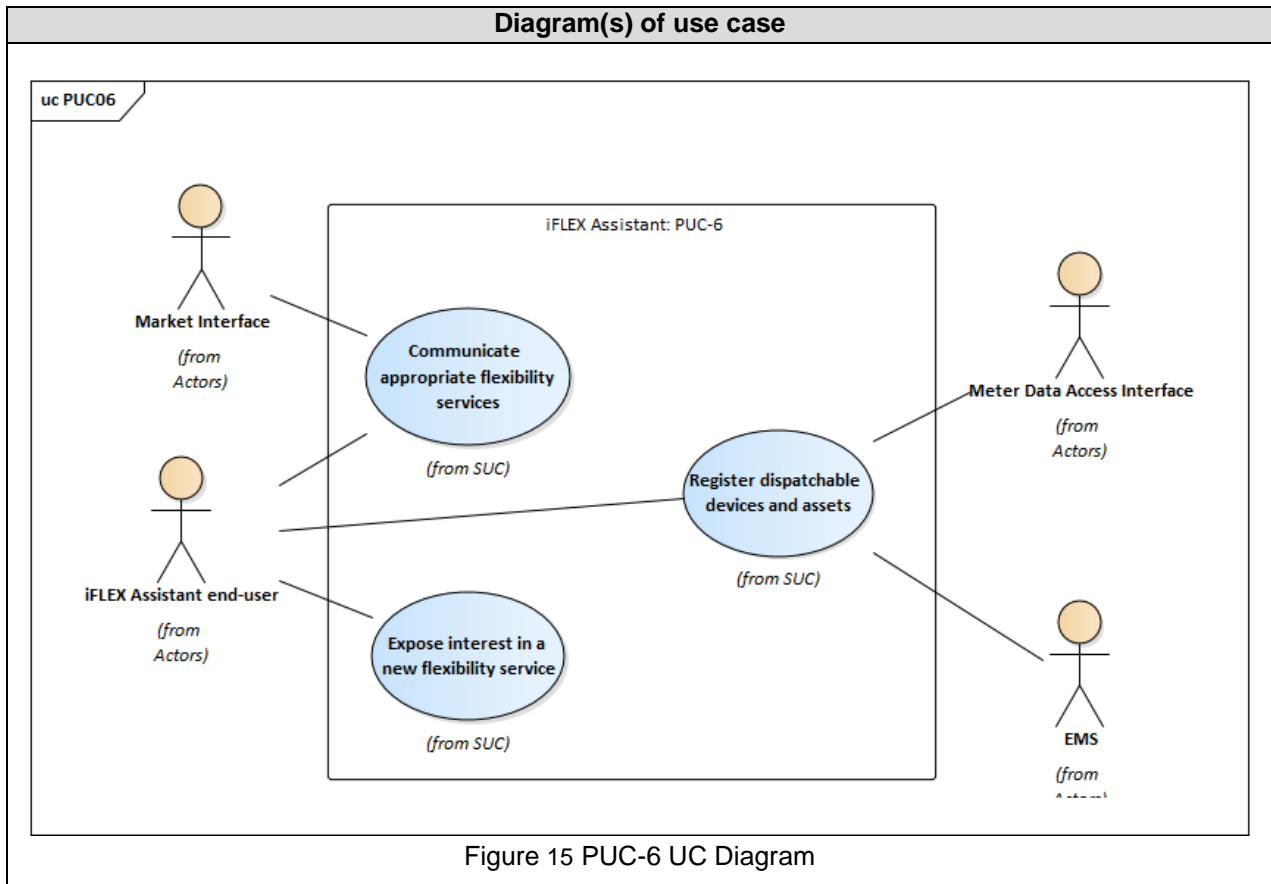 Diagram(s) of use case
uc PUC06
iFLEX Assistant: PUC-6
Market Interface
(from
Actors)
Communicate
appropriate flexibility
services
(from SUC)
Meter Data Access Interface
(from
Actors)
Register dispatchable
devices and assets
(from SUC)
iFLEX Assistant end-user
(from
Actors)
Expose interest in a
new flexibility service
(from SUC)
EMS
(from
Actors)
Figure 15 PUC-6 UC Diagram